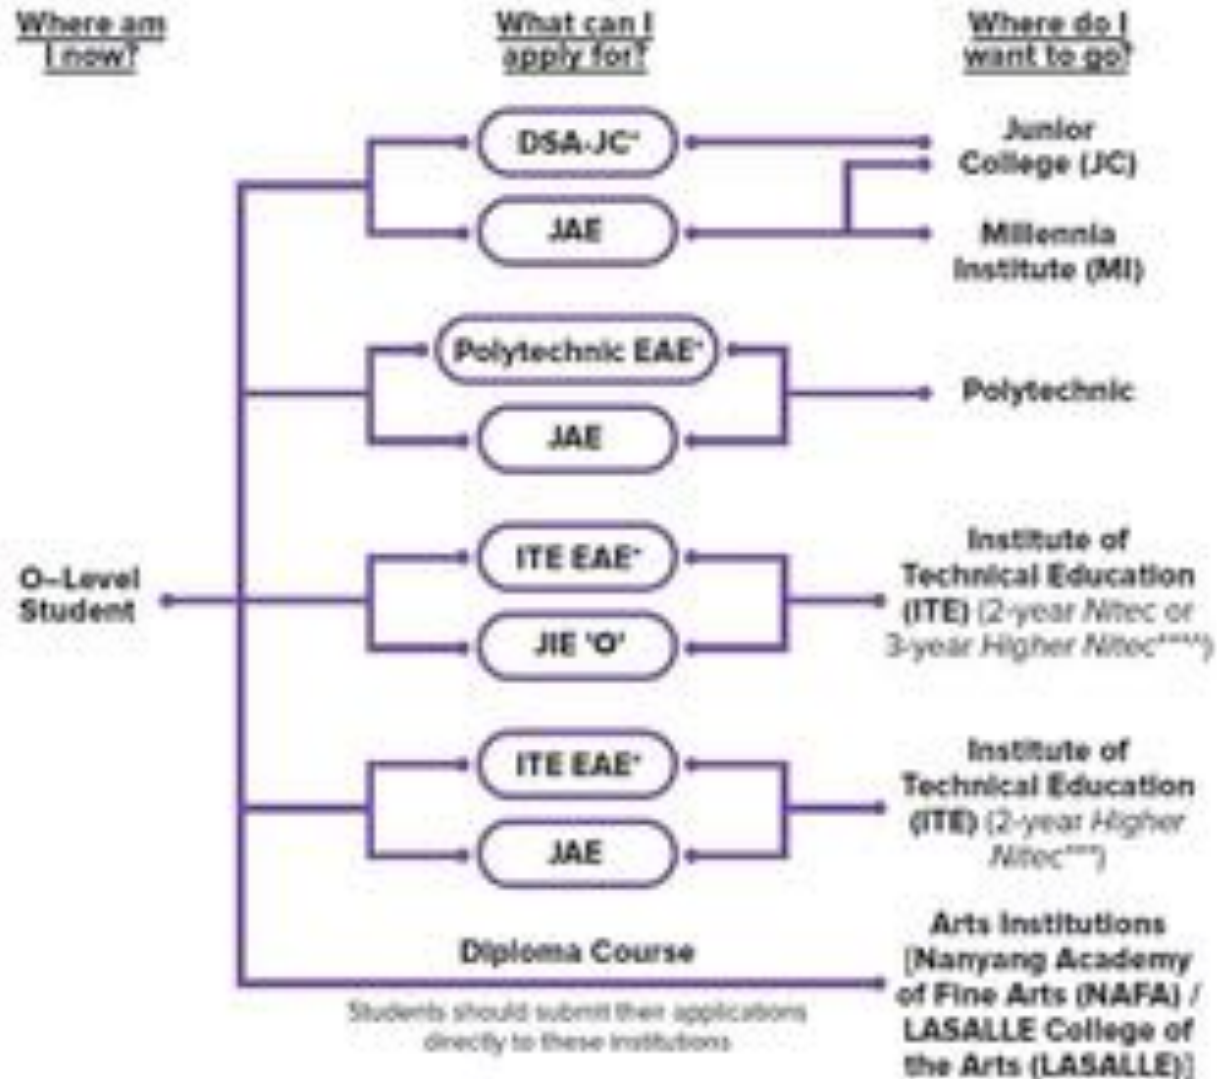 Where am
I now?
What can I
apply for?
Where do I
want to go?
DSA-JC*
Junior
College (JC)
JAE
Millennia
Institute (MI)
Polytechnic EAE*
Polytechnic
JAE
O-Level
Student
ITE EAE*
JIE 'O'
Institute of
Technical Education
(ITE) (2-year Nitec or
3-year Higher Nitec****)
ITE EAE*
JAE
Institute of
Technical Education
(ITE) (2-year Higher
Nitec***)
Diploma Course
Students should submit their applications
directly to these institutions
Arts Institutions
[Nanyang Academy
of Fine Arts (NAFA) /
LASALLE College of
the Arts (LASALLE)]